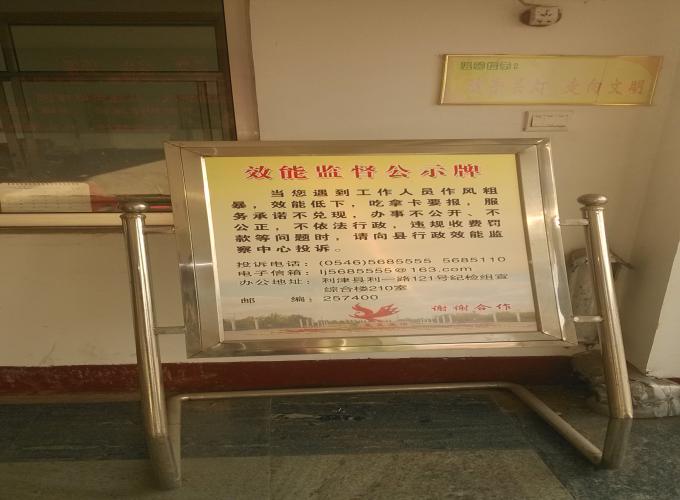 走向文明
效能监督公示牌
当您遇到工作人员作风粗
暴，效能低下，吃拿卡要报，服
务承诺不兑现，办事不公开、不
公正，不依法行政，违规收费罚
款等问题时，请向县行政效能监
察中心投诉。
投诉电话：(0546)5685555 5685110
电子信箱：lj5685555@163.com
办公地址：利津县利一路121号纪检组宣
综合楼210室
邮 编：257400
谢谢合作